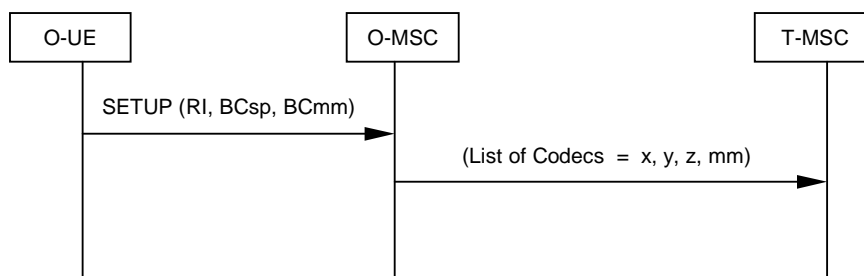 O-UE
O-MSC
T-MSC
SETUP (RI, BCsp, BCmm)
(List of Codecs = x, y, z, mm)